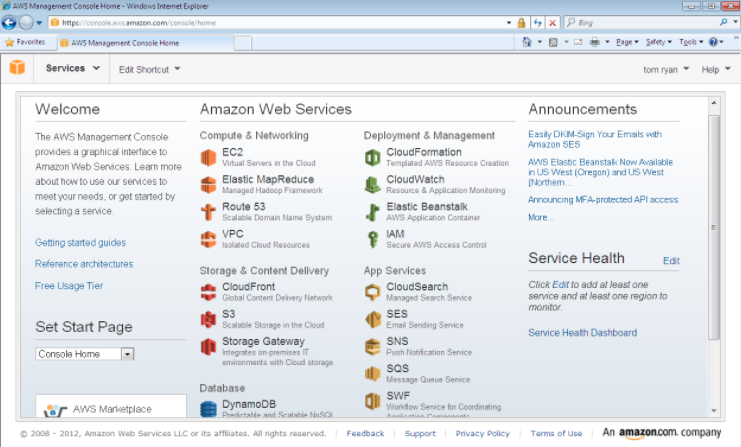 AWS Management Console Home - Windows Internet Explorer
https://console.aws.amazon.com/console/home
Bing
Favorites
AWS Management Console Home
Page
Safety
Tools
Services
Edit Shortcut
tom ryan
Help
Welcome
The AWS Management Console
provides a graphical interface to
Amazon Web Services. Learn more
about how to use our services to
meet your needs, or get started by
selecting a service.
Getting started guides
Reference architectures
Free Usage Tier
Set Start Page
Console Home
AWS Marketplace
Amazon Web Services
Compute & Networking
EC2
Virtual Servers in the Cloud
Elastic MapReduce
Managed Hadoop Framework
Route 53
Scalable Domain Name System
VPC
Isolated Cloud Resources
Storage & Content Delivery
CloudFront
Global Content Delivery Network
S3
Scalable Storage in the Cloud
Storage Gateway
Integrates on-premises IT
environments with Cloud storage
Database
DynamoDB
Predictable and Scalable NoSQL
Deployment & Management
CloudFormation
Templated AWS Resource Creation
CloudWatch
Resource & Application Monitoring
Elastic Beanstalk
AWS Application Container
IAM
Secure AWS Access Control
App Services
CloudSearch
Managed Search Service
SES
Email Sending Service
SNS
Push Notification Service
SQS
Message Queue Service
SWF
Workflow Service for Coordinating
Application Components
Announcements
Easily DKIM-Sign Your Emails with
Amazon SES
AWS Elastic Beanstalk Now Available
in US West (Oregon) and US West
(Northern...
Announcing MFA-protected API access
More...
Service Health
Edit
Click Edit to add at least one
service and at least one region to
monitor.
Service Health Dashboard
© 2008 - 2012, Amazon Web Services LLC or its affiliates. All rights reserved.
Feedback
Support
Privacy Policy
Terms of Use
An amazon.com. company